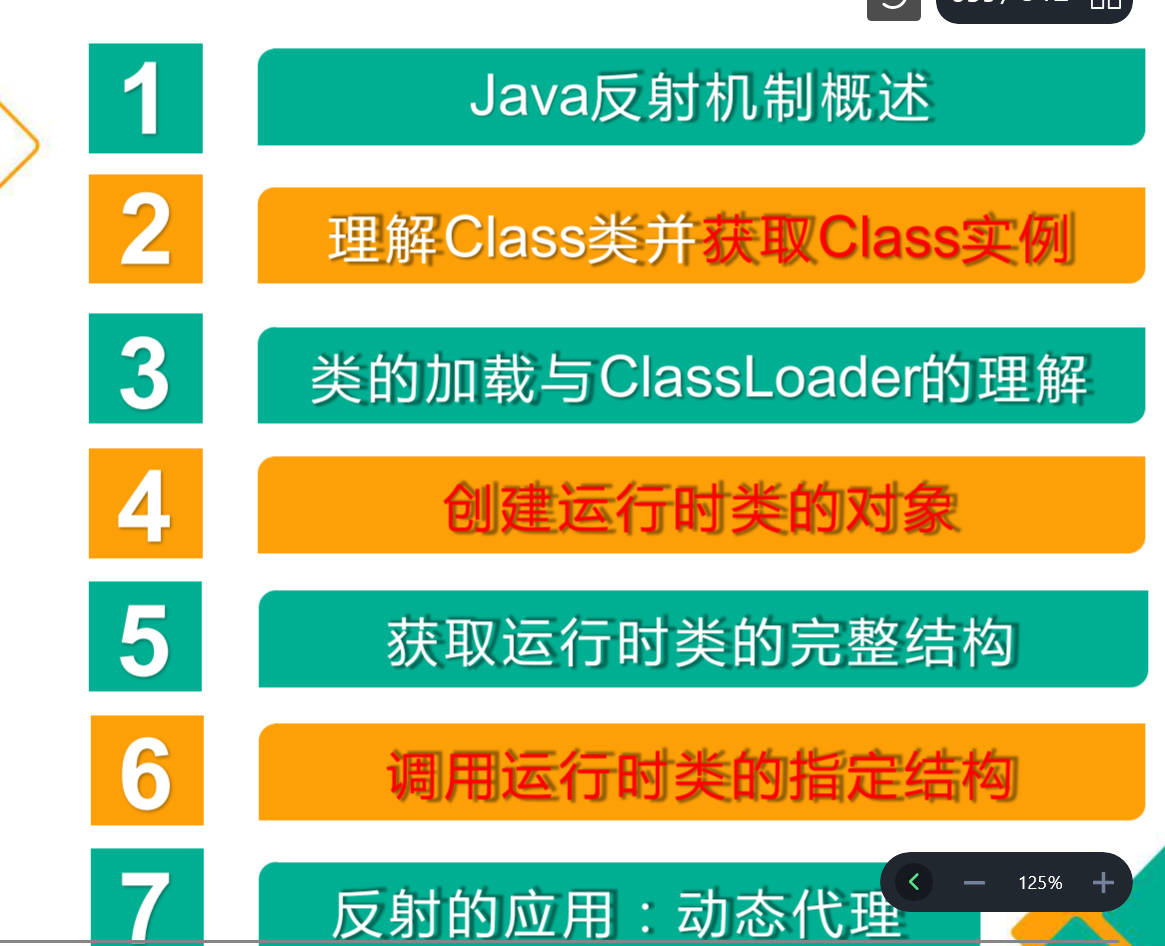 1
Java反射机制概述
2
理解Class类并获取Class实例
3
类的加载与ClassLoader的理解
4
创建运行时类的对象
5
获取运行时类的完整结构
6
调用运行时类的指定结构
7
反射的应用：动态代理
125%